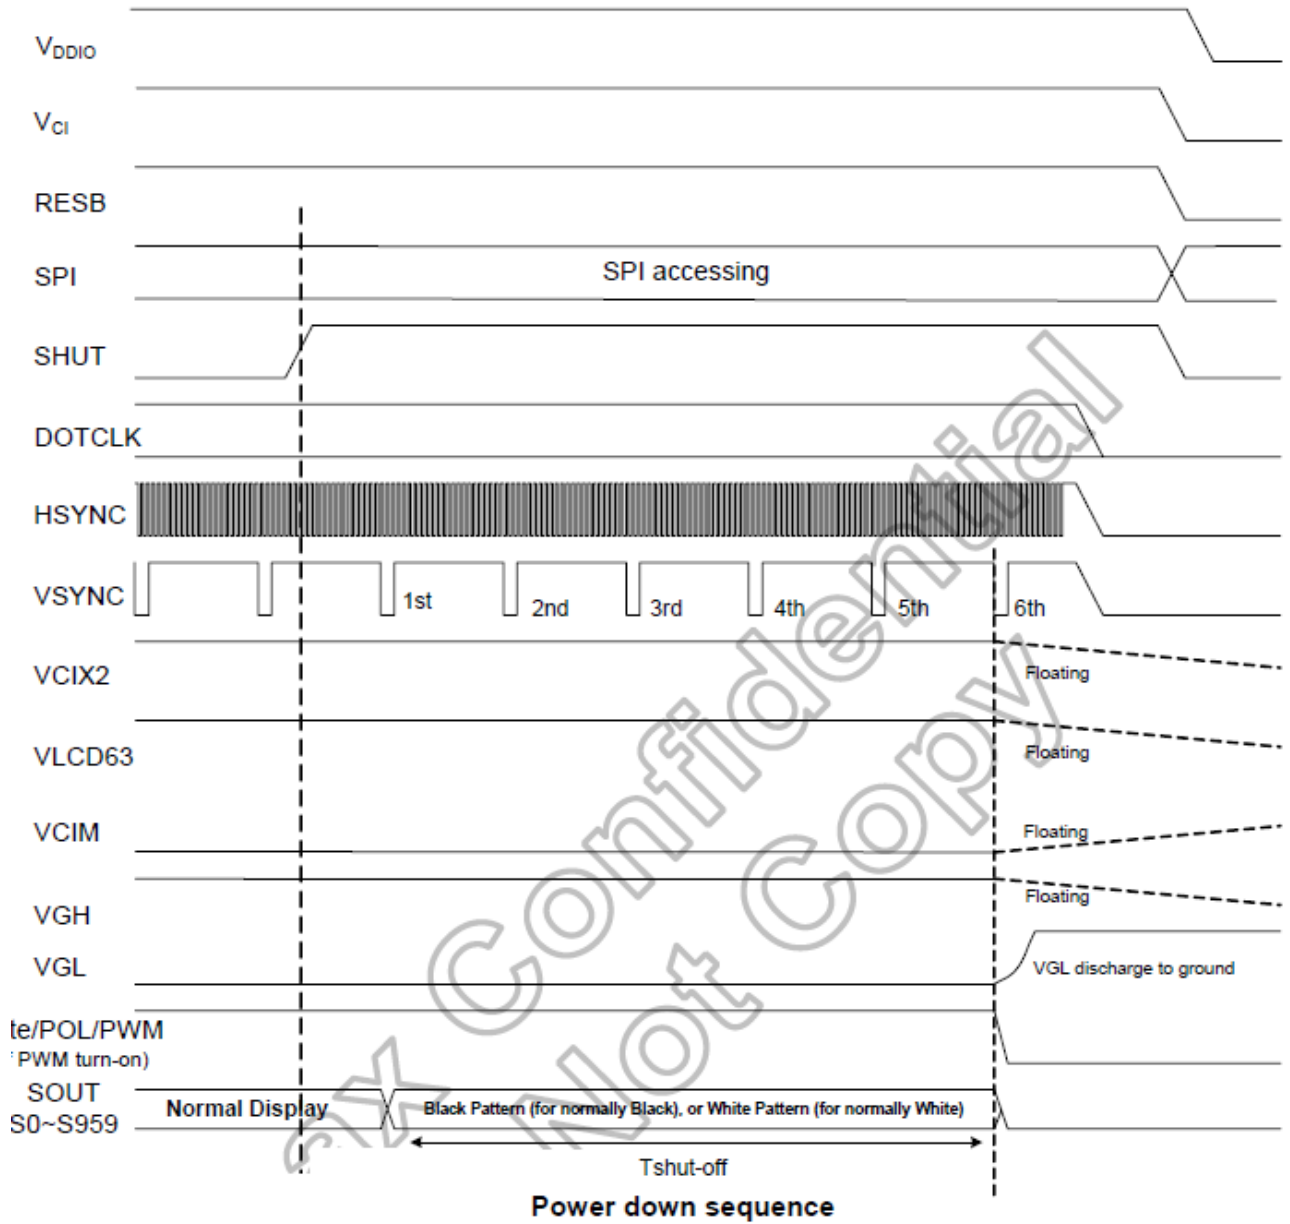 VDDIO
VCI
RESB
SPI
SPI accessing
SHUT
DOTCLK
HSYNC
VSYNC
1st
2nd
3rd
4th
5th
6th
VCIX2
Floating
VLCD63
Floating
VCIM
Floating
VGH
Floating
VGL
VGL discharge to ground
te/POL/PWM
PWM turn-on)
SOUT
S0~S959
Normal Display
Black Pattern (for normally Black), or White Pattern (for normally White)
Tshut-off
Power down sequence
ax Confidential
Not Copy